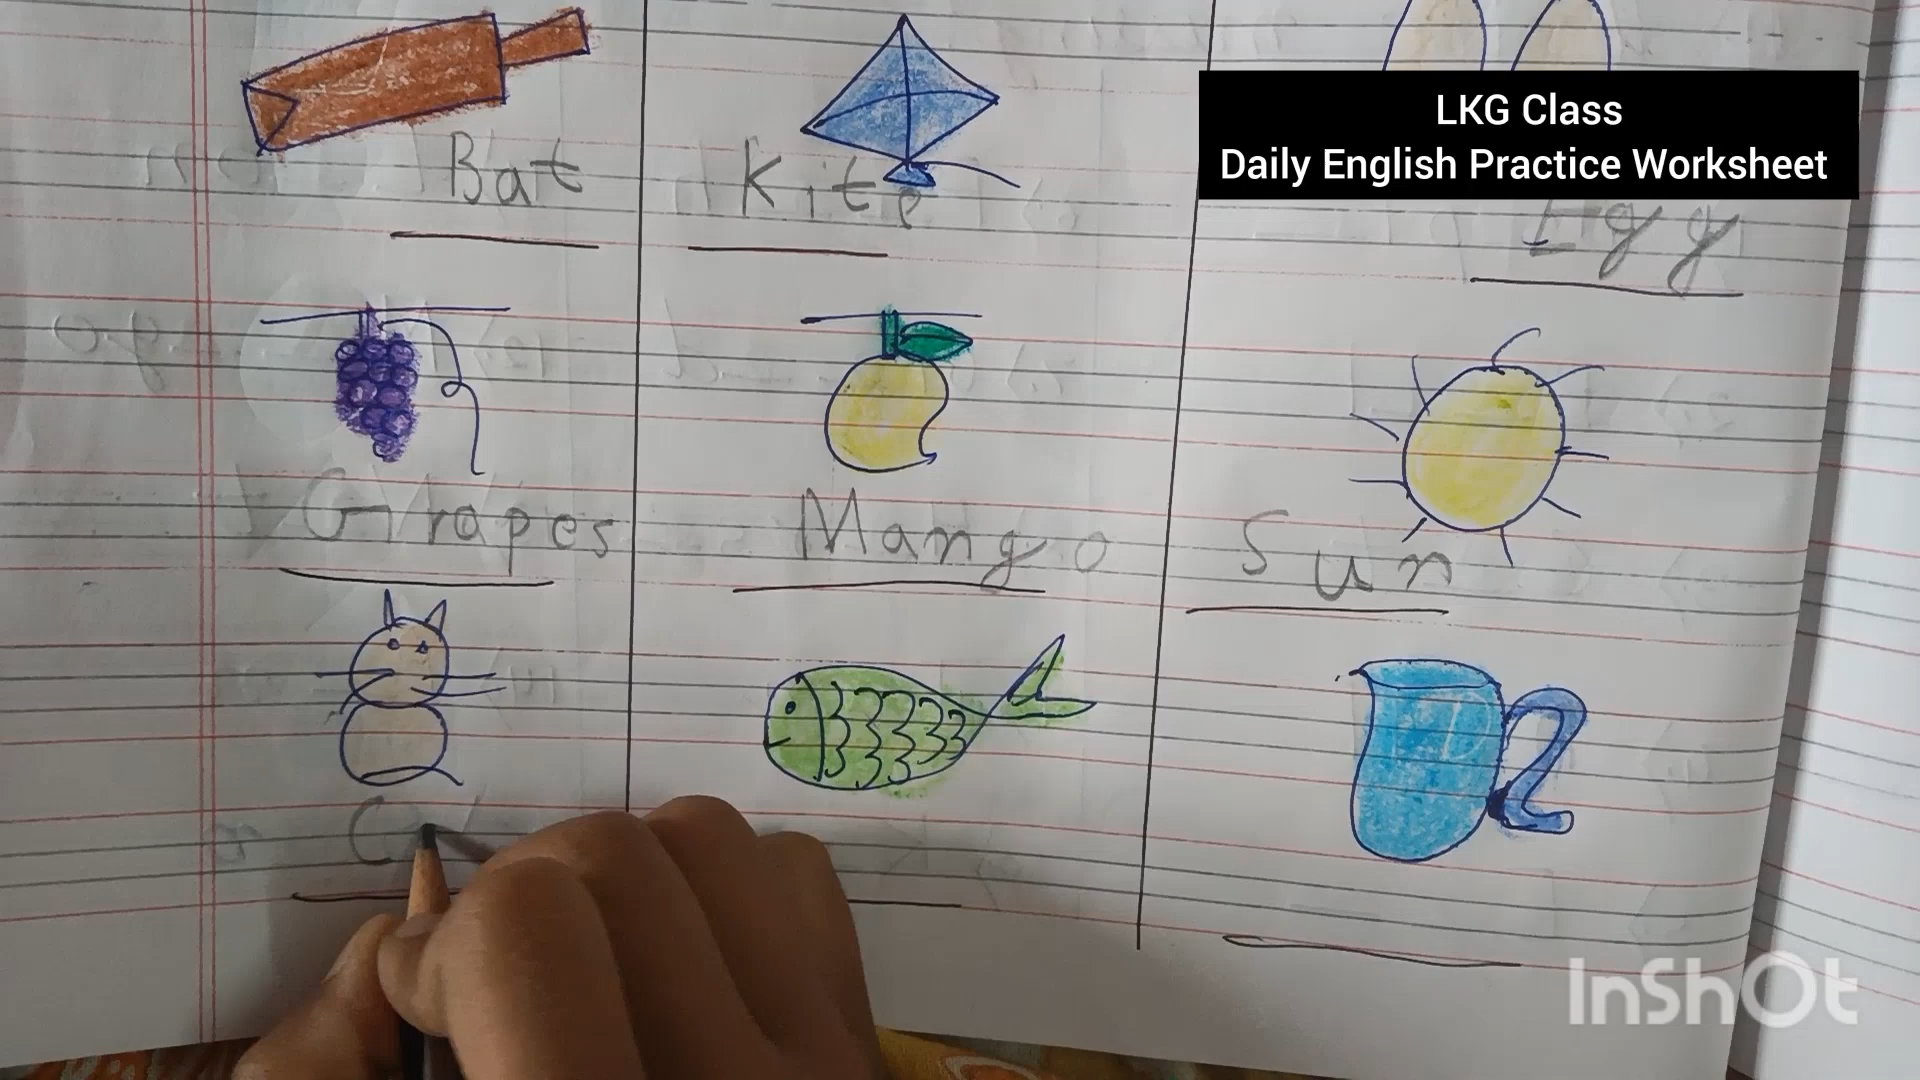 LKG Class
Daily English Practice Worksheet
Bat
Kite
Egg
Grapes
Mango
Sun
C
InShOt